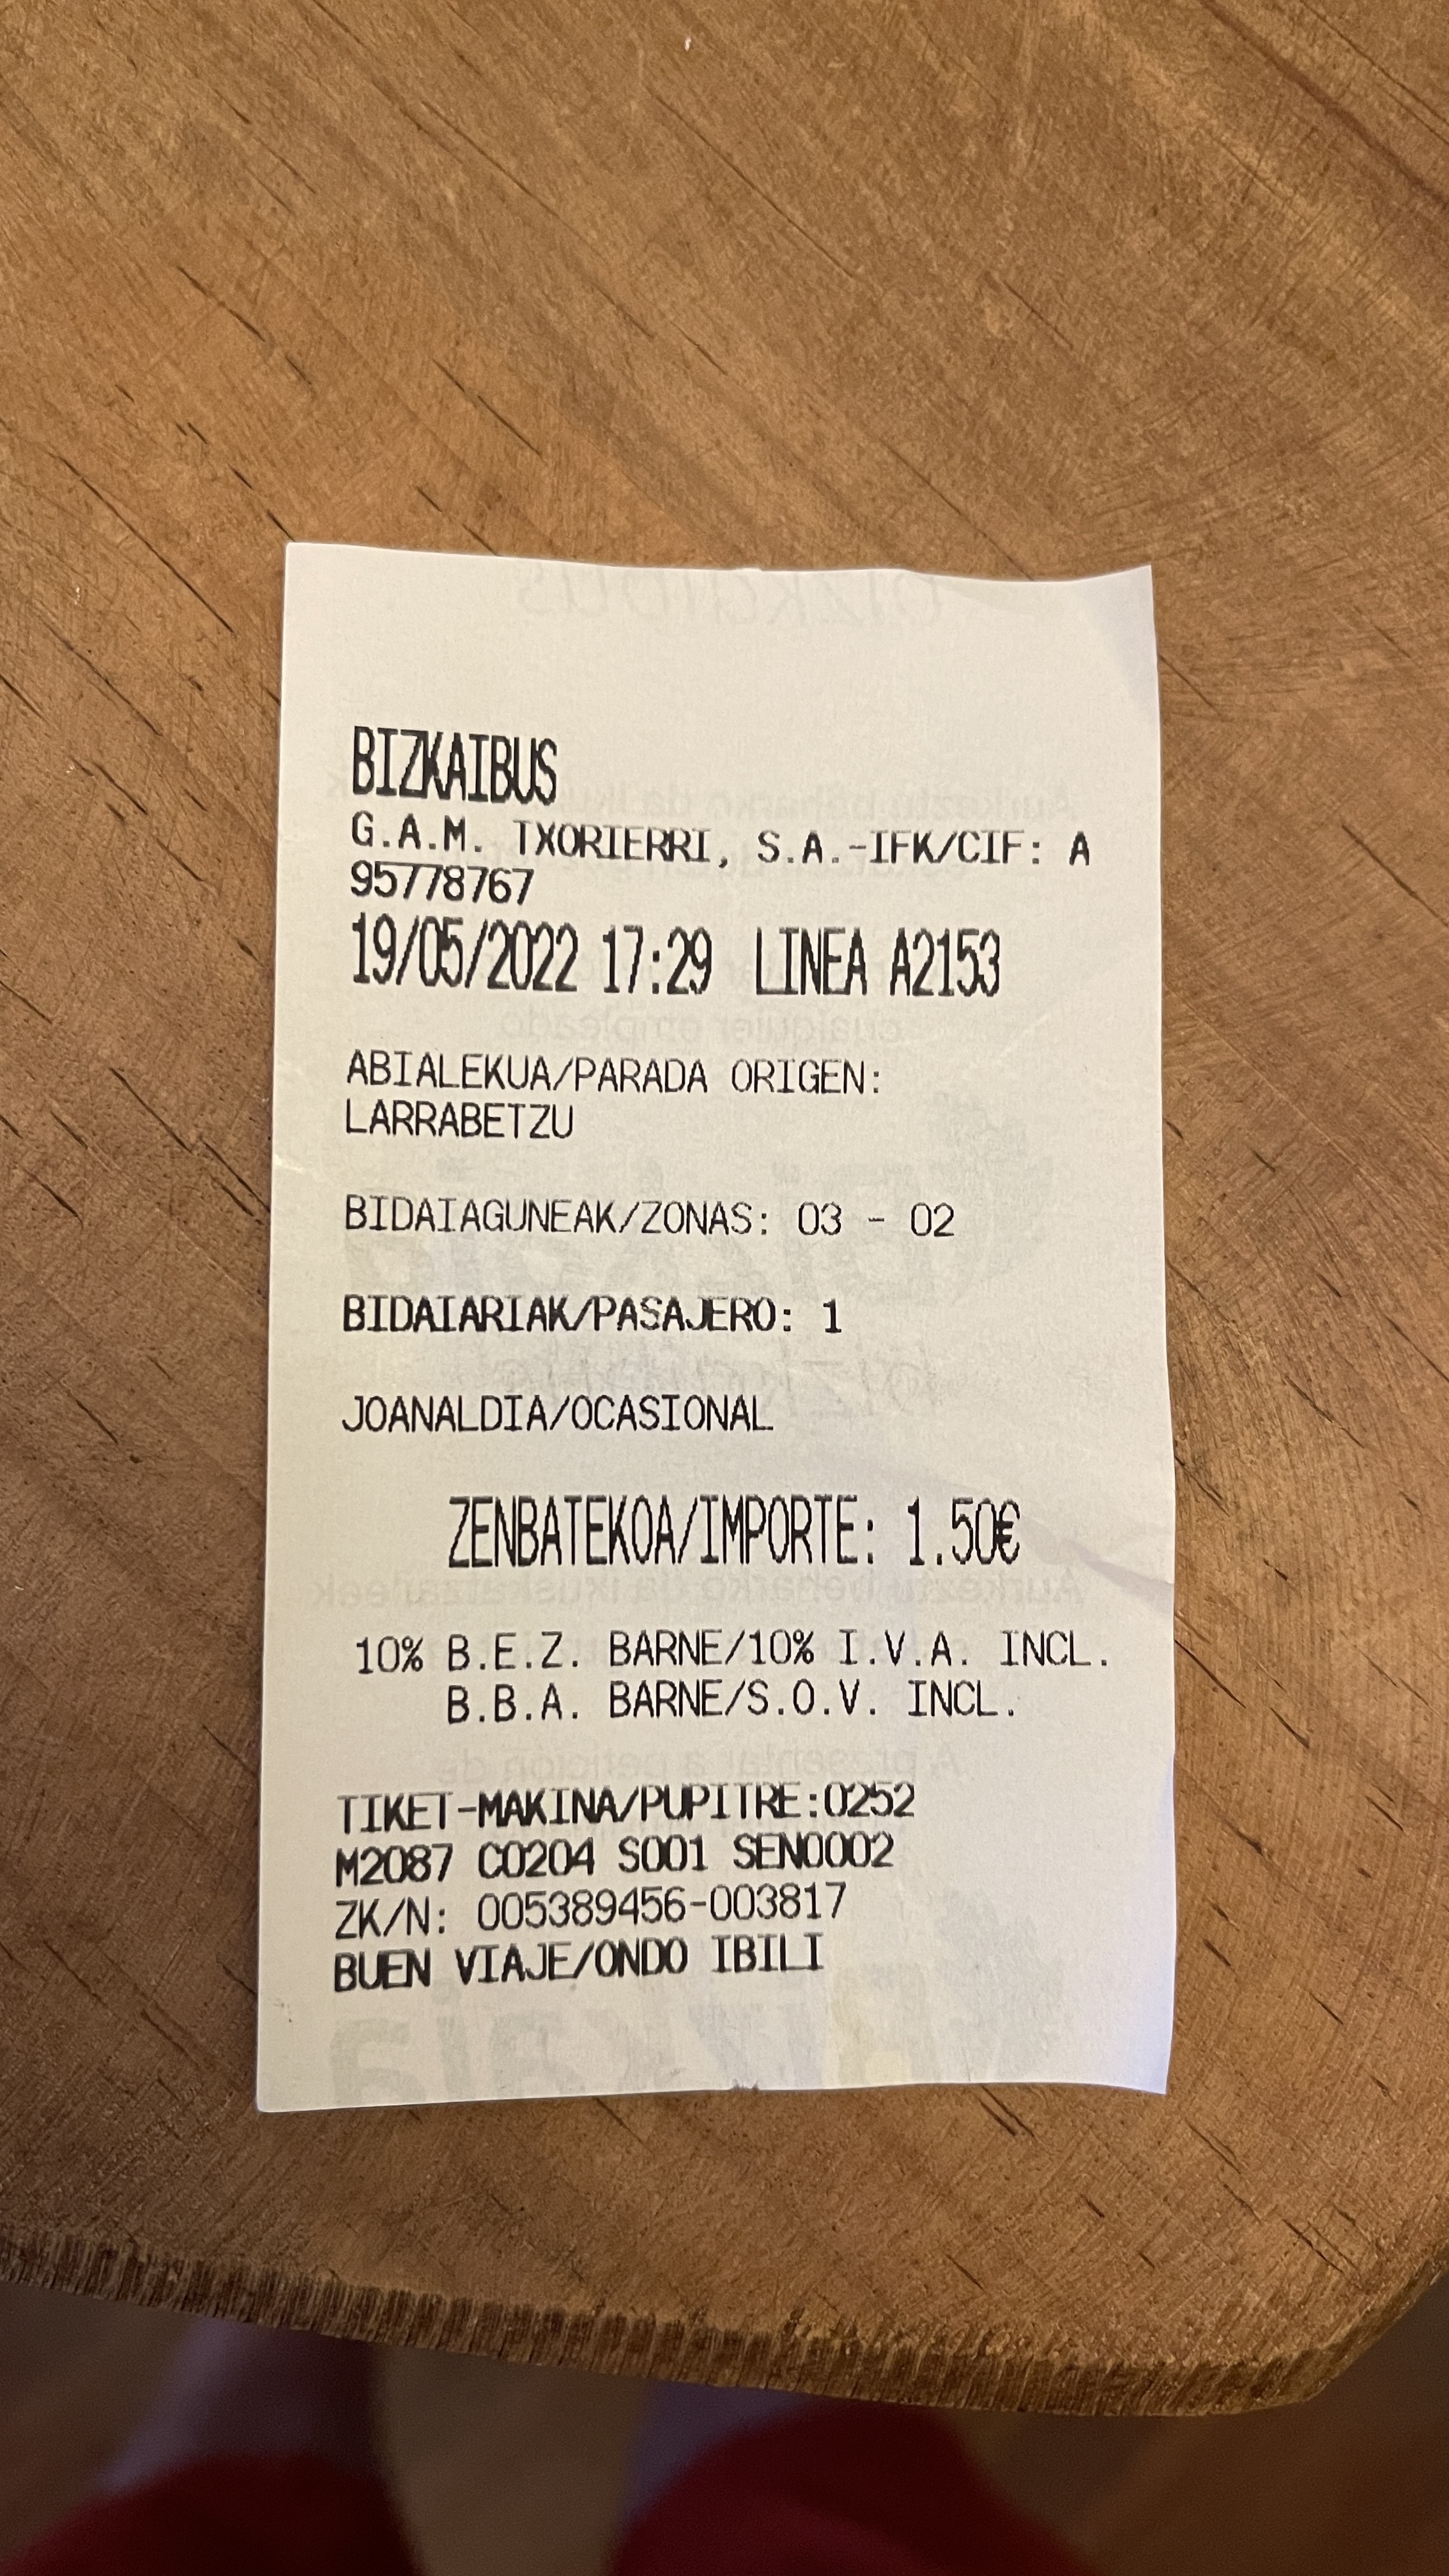 BIZKAIBUS
G.A.M. TXORIERRI, S.A.-IFK/CIF: A
95778767
19/05/2022 17:29 LINEA A2153
ABIALEKUA/PARADA ORIGEN:
LARRABETZU
BIDAIAGUNEAK/ZONAS: 03 - 02
BIDAIARIAK/PASAJERO: 1
JOANALDIA/OCASIONAL
ZENBATEKOA/IMPORTE: 1.50€
10% B.E.Z. BARNE/10% I.V.A. INCL.
B.B.A. BARNE/S.O.V. INCL.
TIKET-MAKINA/PUPITRE:0252
M2087 C0204 S001 SEN0002
ZK/N: 005389456-003817
BUEN VIAJE/ONDO IBILI